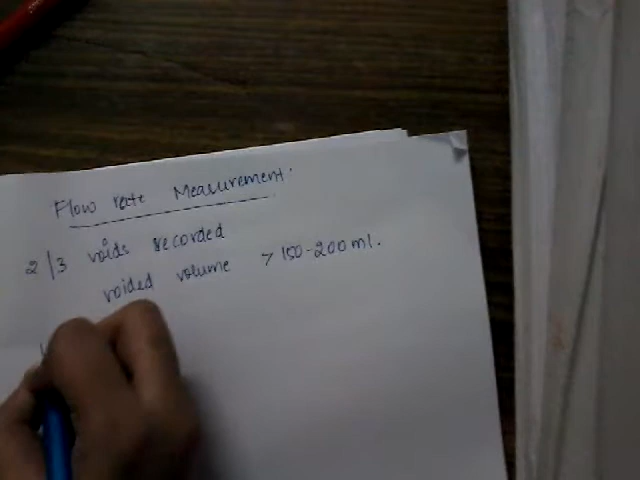 Flow rate Measurement:
2/3 voids recorded
voided volume > 150-200 ml.